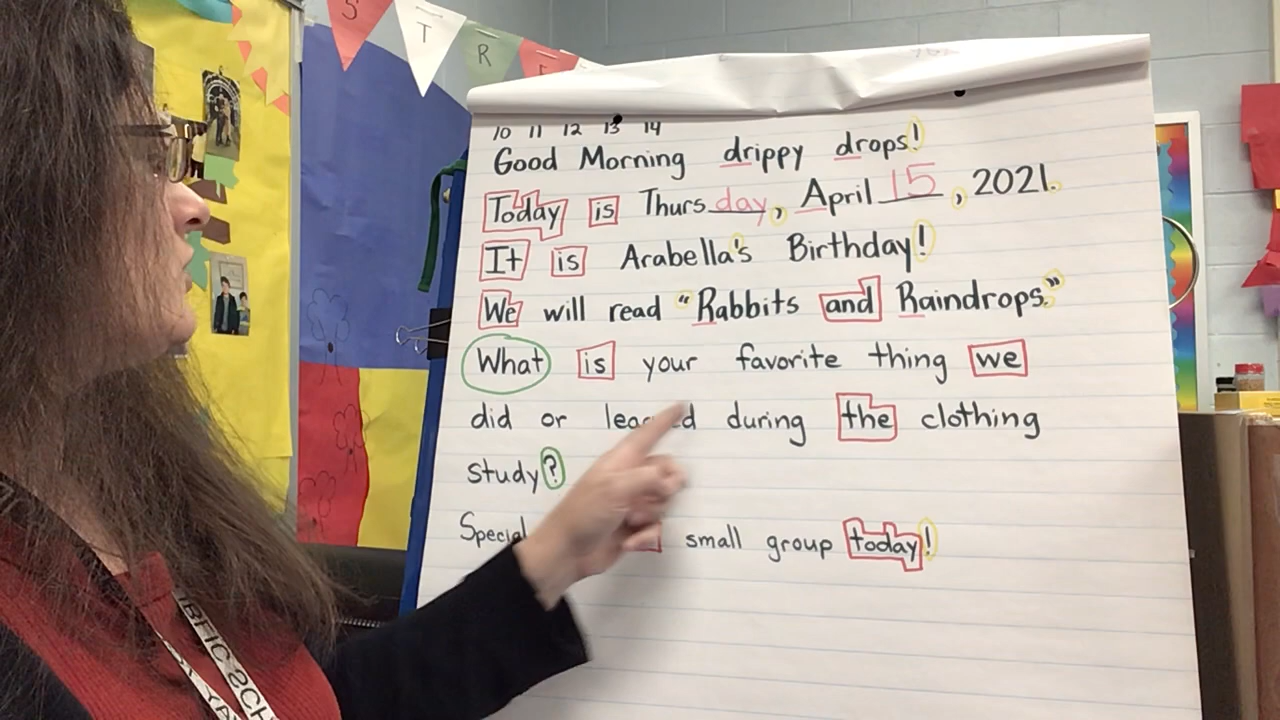 S T R
10 11 12 13 14
Good Morning drippy drops!
Today is Thursday, April 15, 2021.
It is Arabella's Birthday!
We will read "Rabbits and Raindrops."
What is your favorite thing we
did or learned during the clothing
study?
Special small group today!